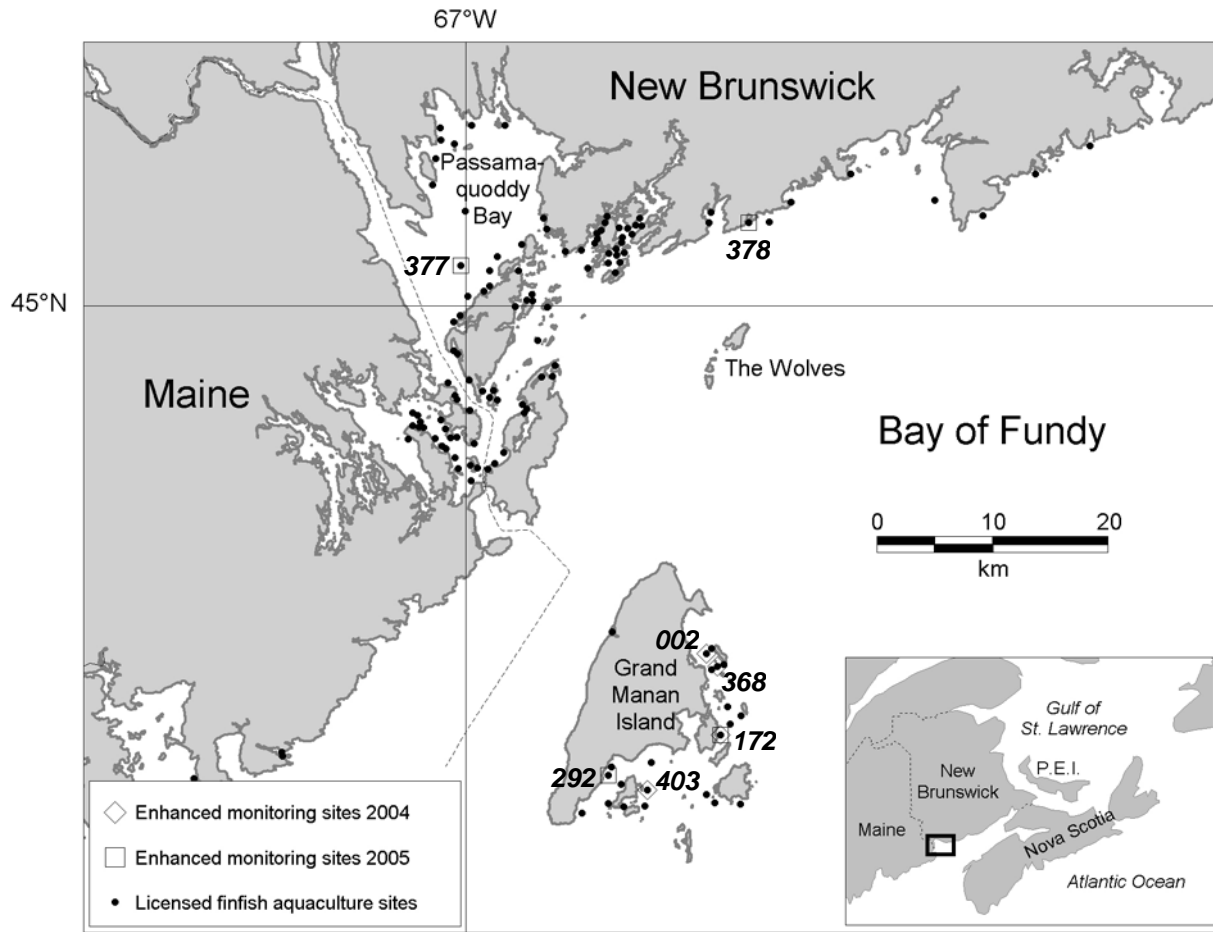 67°W
New Brunswick
Passama-
quoddy
Bay
377
378
45°N
The Wolves
Maine
Bay of Fundy
0 10 20
km
002
Grand
Manan
Island
368
172
292
403
Enhanced monitoring sites 2004
Enhanced monitoring sites 2005
Licensed finfish aquaculture sites
Gulf of
St. Lawrence
P.E.I.
New
Brunswick
Maine
Nova Scotia
Atlantic Ocean